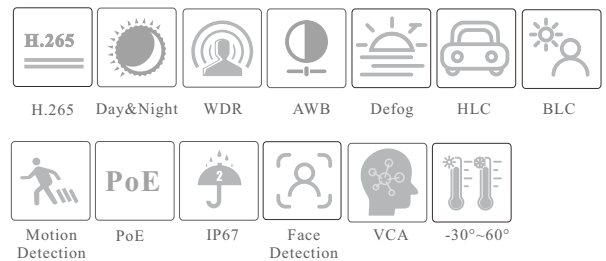 H.265
H.265 Day&Night WDR AWB Defog HLC BLC
PoE 2
Motion Detection PoE IP67 Face Detection VCA -30°~60°